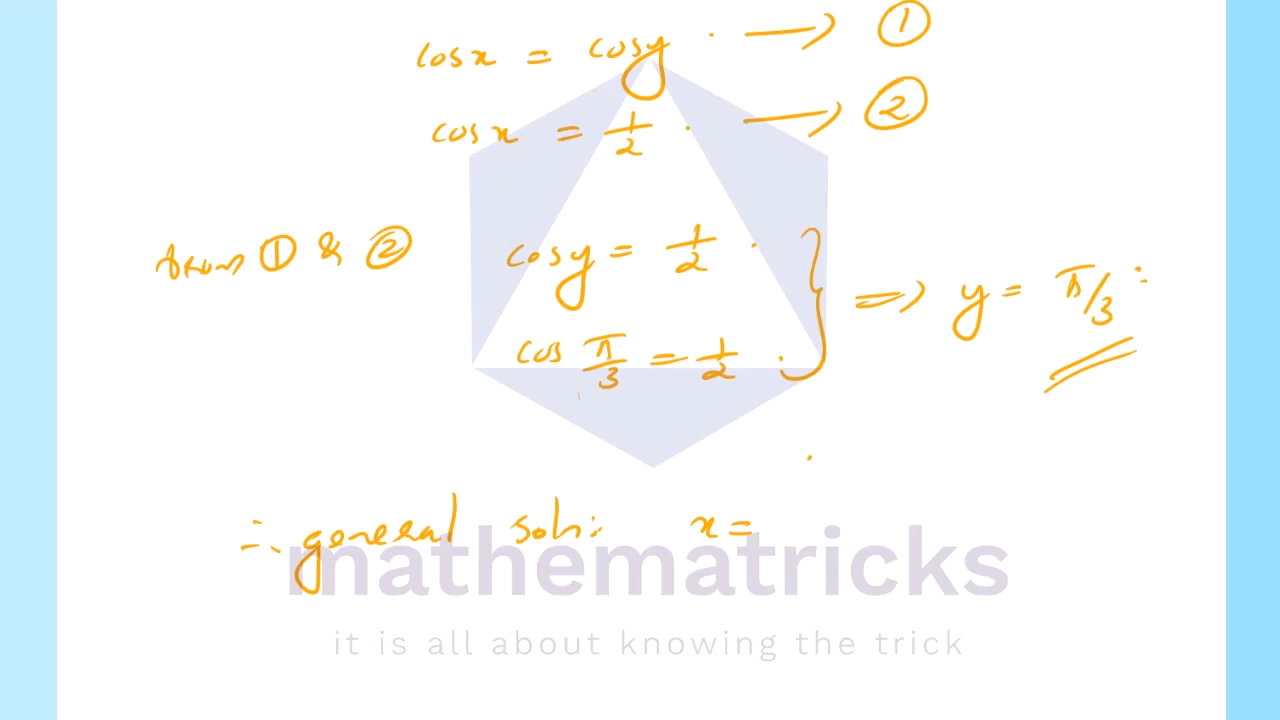 cos x = cos y . → ①
cos x = 1/2 . → ②
from ① & ② cos y = 1/2 .
cos π/3 = 1/2 . } ⇒ y = π/3 :
∴ general soln: x =
mathematricks
it is all about knowing the trick